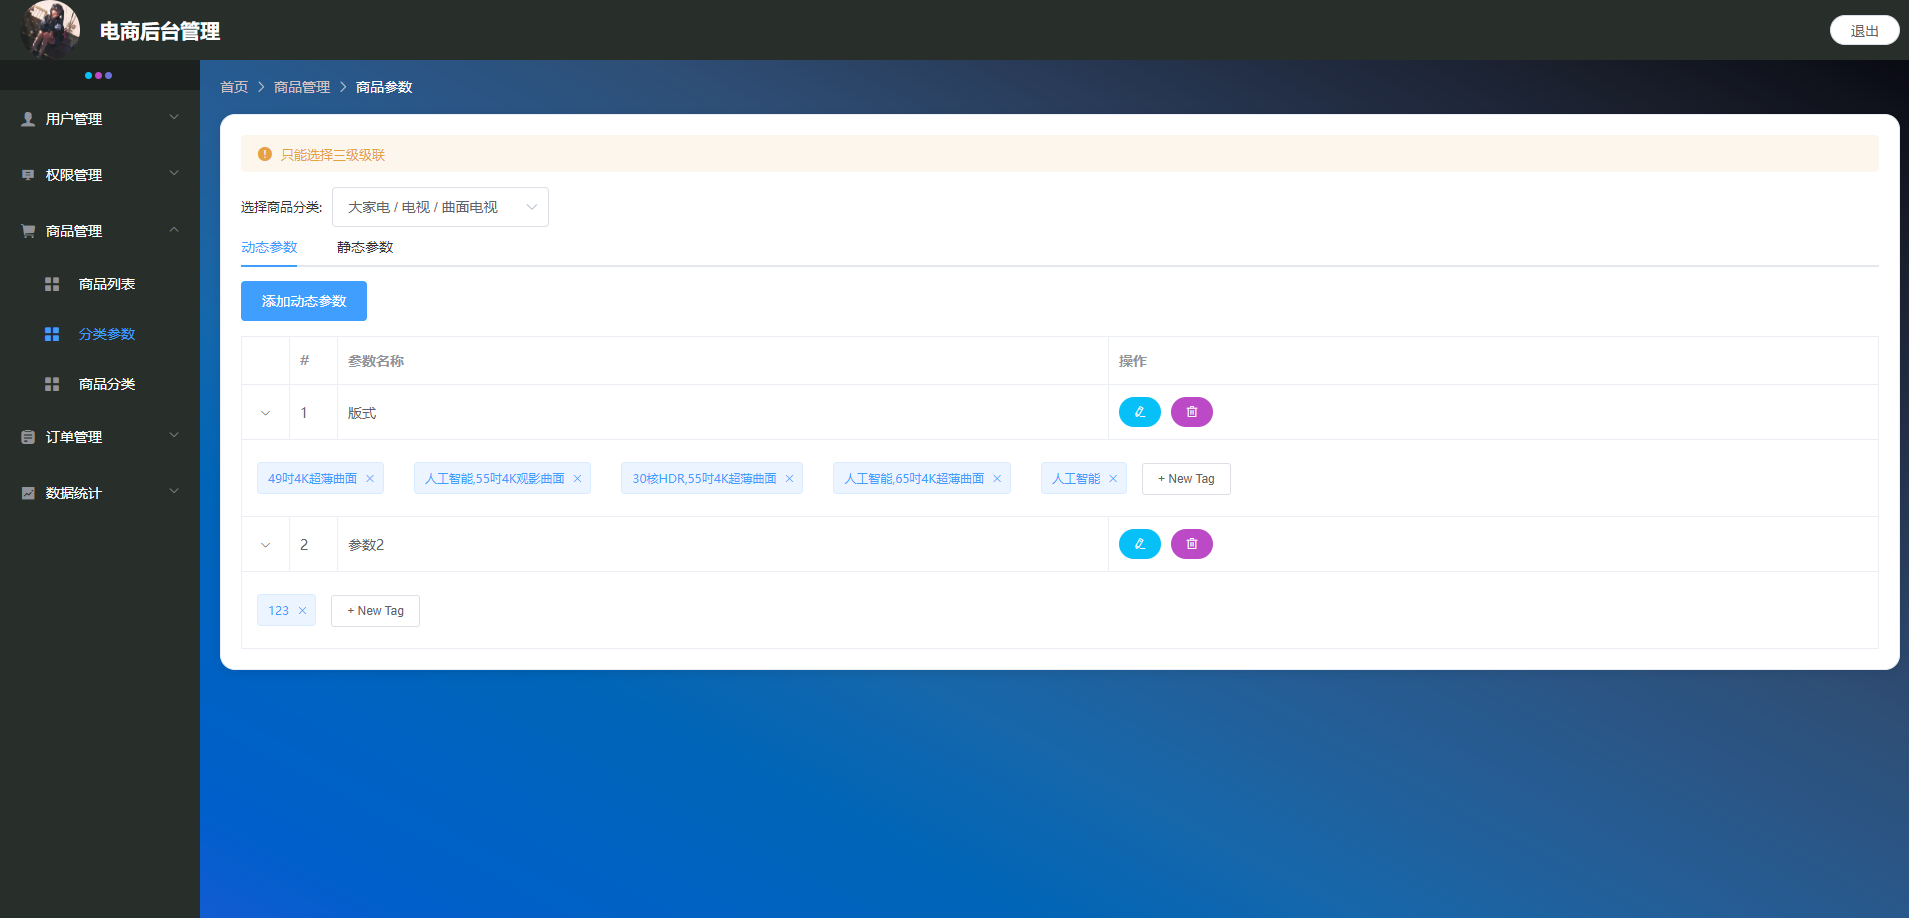 电商后台管理
退出
用户管理
权限管理
商品管理
商品列表
分类参数
商品分类
订单管理
数据统计
首页 > 商品管理 > 商品参数
只能选择三级级联
选择商品分类: 大家电 / 电视 / 曲面电视
动态参数 静态参数
添加动态参数
# 参数名称 操作
1 版式
49吋4K超薄曲面 × 人工智能,55吋4K观影曲面 × 30核HDR,55吋4K超薄曲面 × 人工智能,65吋4K超薄曲面 × 人工智能 × + New Tag
2 参数2
123 × + New Tag